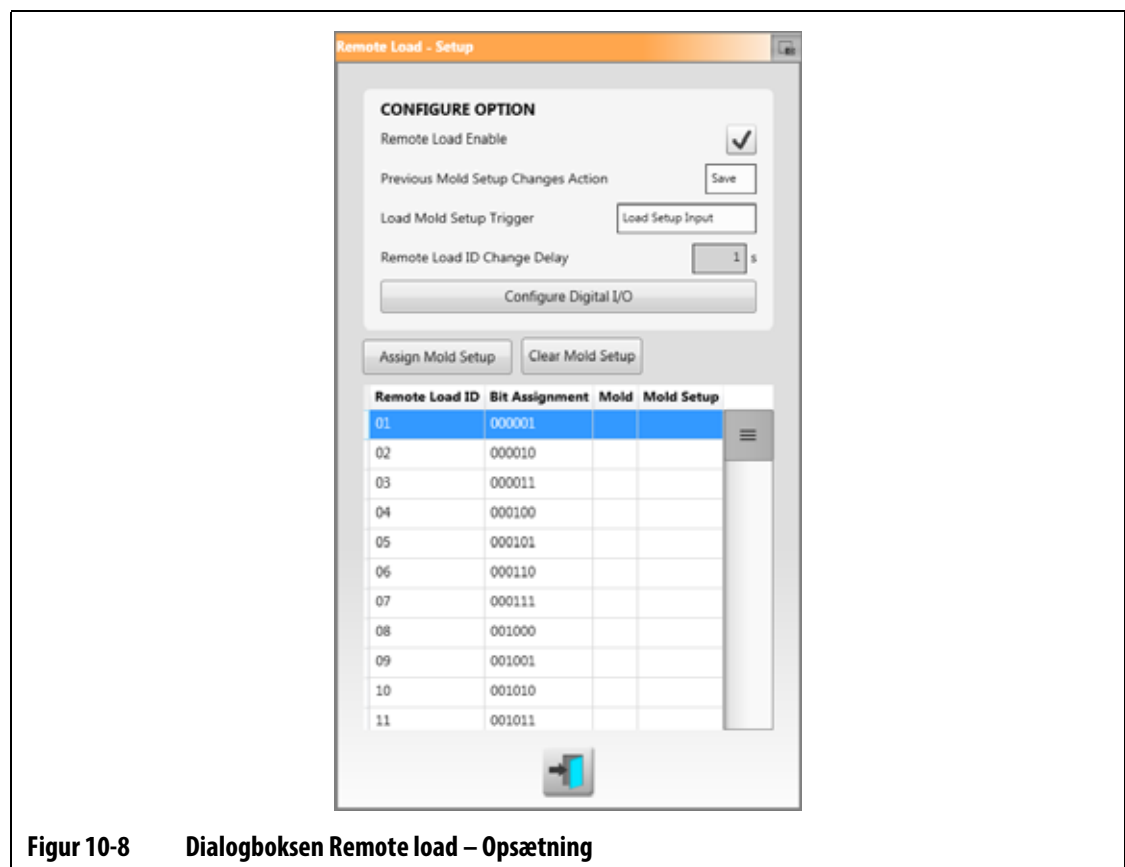 Remote Load - Setup
CONFIGURE OPTION
Remote Load Enable
Previous Mold Setup Changes Action Save
Load Mold Setup Trigger Load Setup Input
Remote Load ID Change Delay 1 s
Configure Digital I/O
Assign Mold Setup Clear Mold Setup
Remote Load ID Bit Assignment Mold Mold Setup
01 000001
02 000010
03 000011
04 000100
05 000101
06 000110
07 000111
08 001000
09 001001
10 001010
11 001011
Figur 10-8 Dialogboksen Remote load – Opsætning